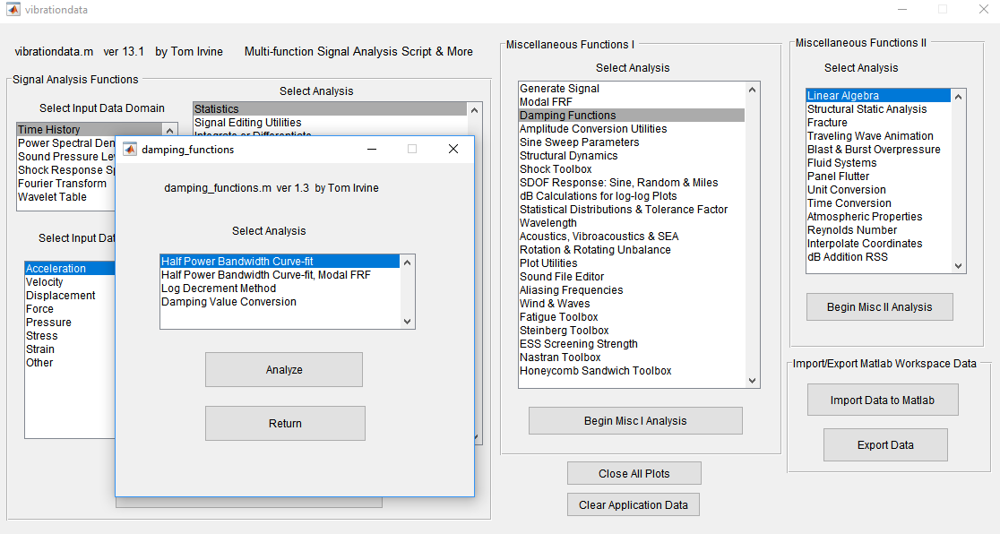 vibrationdata
vibrationdata.m ver 13.1 by Tom Irvine Multi-function Signal Analysis Script & More
Signal Analysis Functions
Select Input Data Domain
Time History
Power Spectral Den
Sound Pressure Lev
Shock Response Sp
Fourier Transform
Wavelet Table
Select Analysis
Statistics
Signal Editing Utilities
Integrate or Differentiate
Select Input Dat
Acceleration
Velocity
Displacement
Force
Pressure
Stress
Strain
Other
damping_functions
damping_functions.m ver 1.3 by Tom Irvine
Select Analysis
Half Power Bandwidth Curve-fit
Half Power Bandwidth Curve-fit, Modal FRF
Log Decrement Method
Damping Value Conversion
Analyze
Return
Miscellaneous Functions I
Select Analysis
Generate Signal
Modal FRF
Damping Functions
Amplitude Conversion Utilities
Sine Sweep Parameters
Structural Dynamics
Shock Toolbox
SDOF Response: Sine, Random & Miles
dB Calculations for log-log Plots
Statistical Distributions & Tolerance Factor
Wavelength
Acoustics, Vibroacoustics & SEA
Rotation & Rotating Unbalance
Plot Utilities
Sound File Editor
Aliasing Frequencies
Wind & Waves
Fatigue Toolbox
Steinberg Toolbox
ESS Screening Strength
Nastran Toolbox
Honeycomb Sandwich Toolbox
Begin Misc I Analysis
Close All Plots
Clear Application Data
Miscellaneous Functions II
Select Analysis
Linear Algebra
Structural Static Analysis
Fracture
Traveling Wave Animation
Blast & Burst Overpressure
Fluid Systems
Panel Flutter
Unit Conversion
Time Conversion
Atmospheric Properties
Reynolds Number
Interpolate Coordinates
dB Addition RSS
Begin Misc II Analysis
Import/Export Matlab Workspace Data
Import Data to Matlab
Export Data